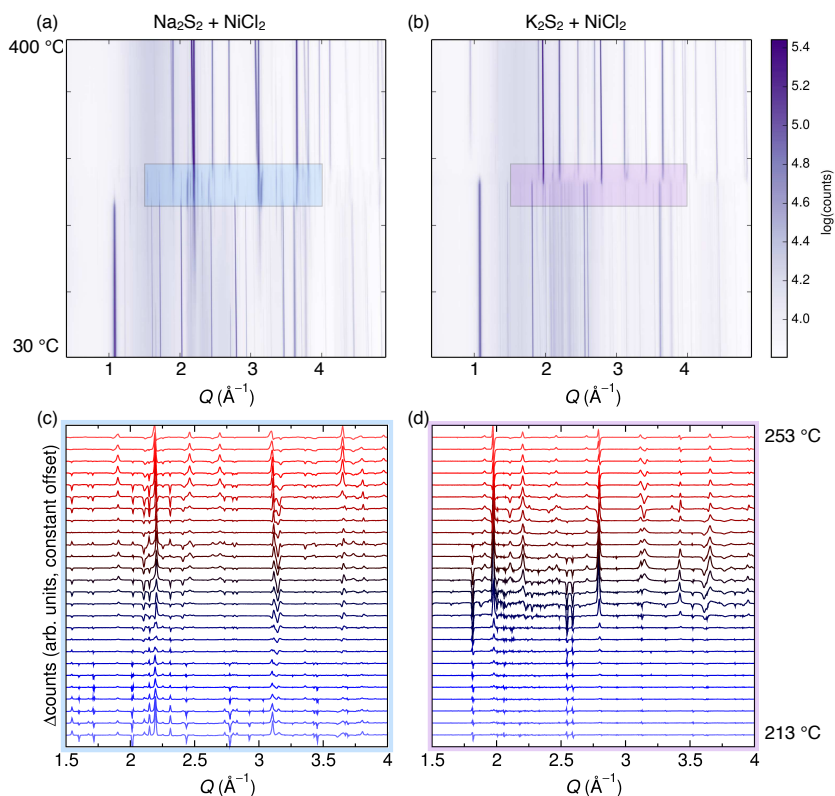 (a) Na₂S₂ + NiCl₂
(b) K₂S₂ + NiCl₂
400 °C
30 °C
1 2 3 4
Q (Å⁻¹)
1 2 3 4
Q (Å⁻¹)
5.4
5.2
5.0
4.8
4.6
4.4
4.2
4.0
log(counts)
(c)
(d)
Δcounts (arb. units, constant offset)
253 °C
213 °C
1.5 2 2.5 3 3.5 4
Q (Å⁻¹)
1.5 2 2.5 3 3.5 4
Q (Å⁻¹)